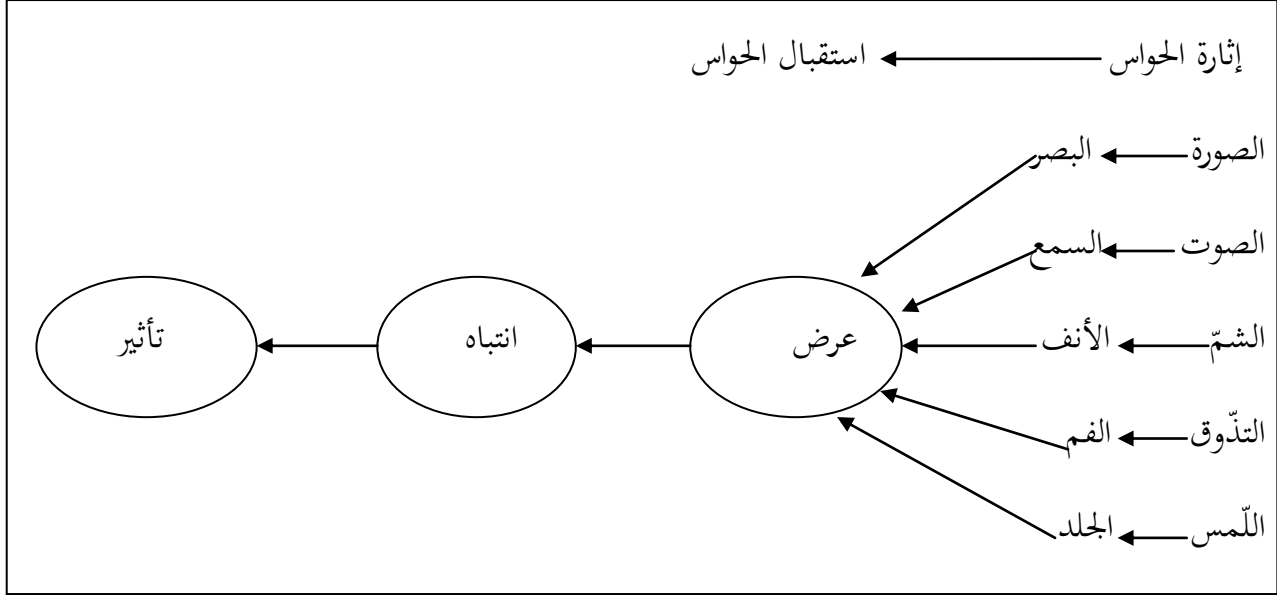 إثارة الحواس استقبال الحواس
الصورة البصر
الصوت السمع
الشمّ الأنف عرض انتباه تأثير
التذّوق الفم
اللّمس الجلد